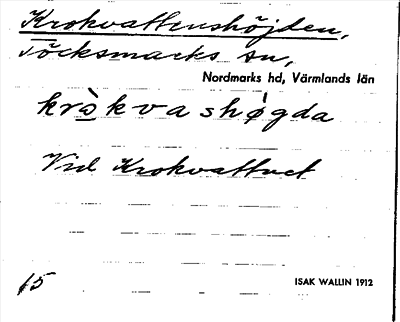 Krokvattenshöjden,
Töcksmarks sn,
Nordmarks hd, Värmlands län
kròkvashøgda
Vid Krokvattnet
15
ISAK WALLIN 1912